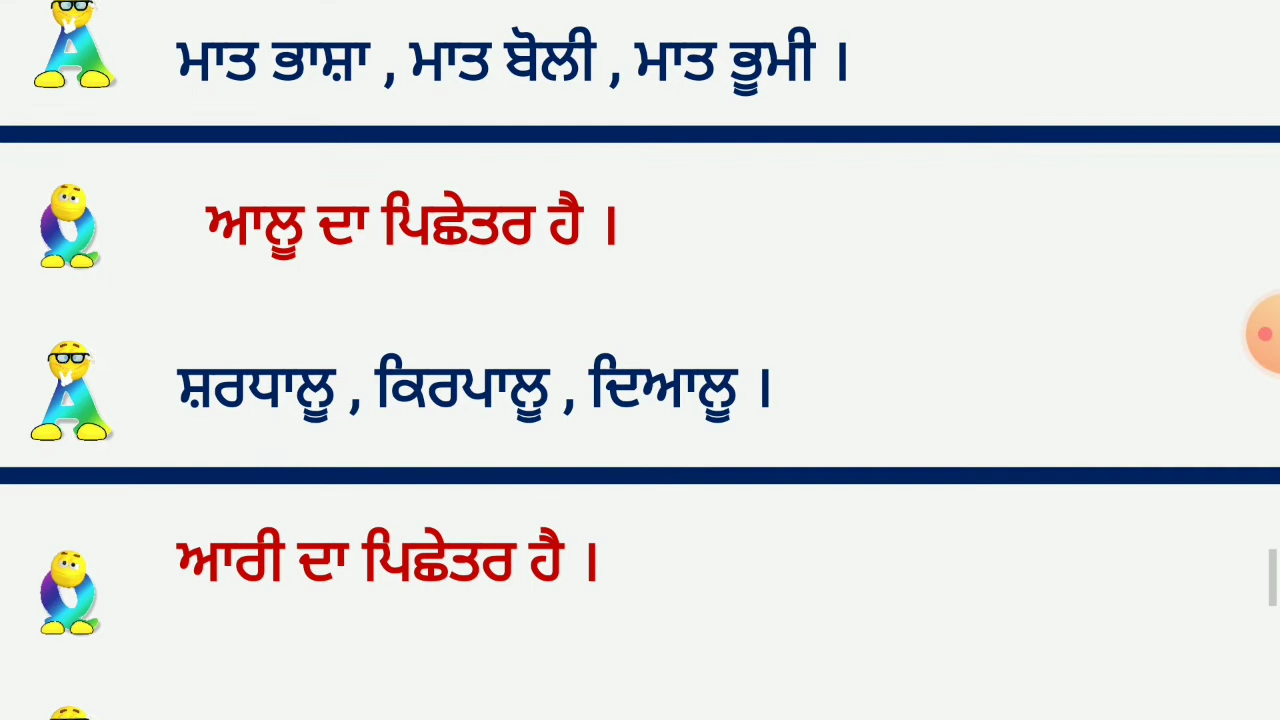 ਮਾਤ ਭਾਸ਼ਾ , ਮਾਤ ਬੋਲੀ , ਮਾਤ ਭੂਮੀ ।
ਆਲੂ ਦਾ ਪਿਛੇਤਰ ਹੈ ।
ਸ਼ਰਧਾਲੂ , ਕਿਰਪਾਲੂ , ਦਿਆਲੂ ।
ਆਰੀ ਦਾ ਪਿਛੇਤਰ ਹੈ ।